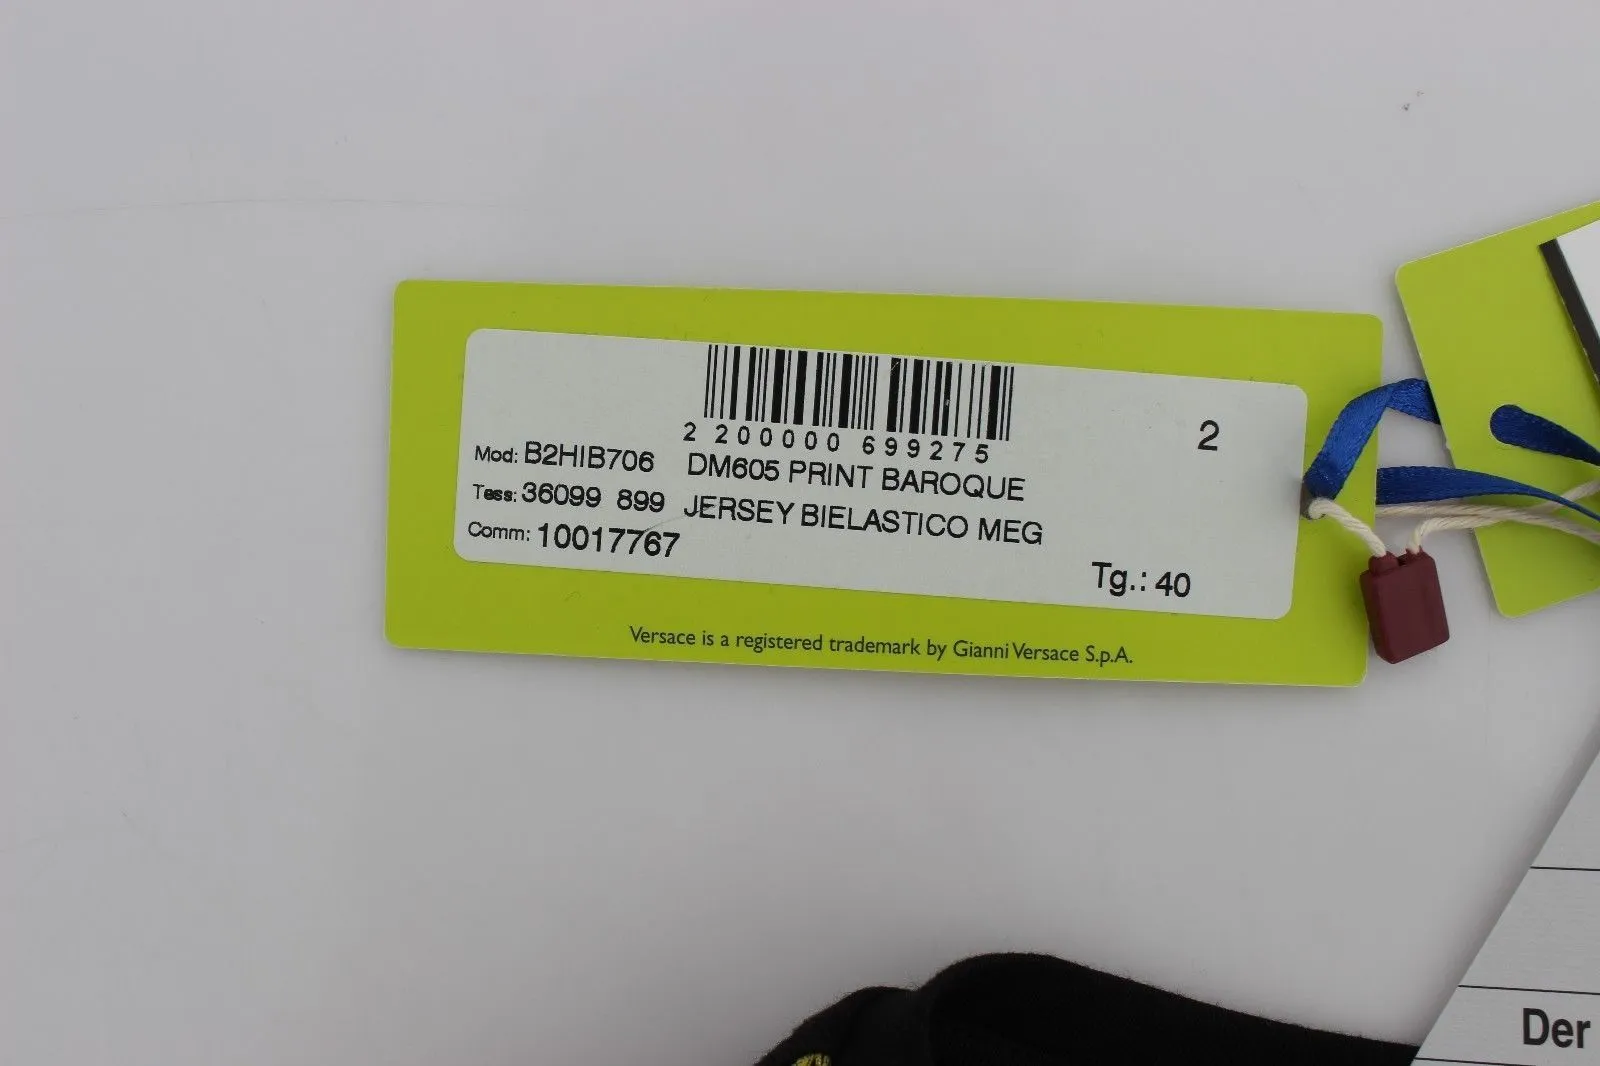 2 200000 699275
2
Mod: B2HIB706 DM605 PRINT BAROQUE
Tess: 36099 899 JERSEY BIELASTICO MEG
Comm: 10017767
Tg.: 40
Versace is a registered trademark by Gianni Versace S.p.A.
Der